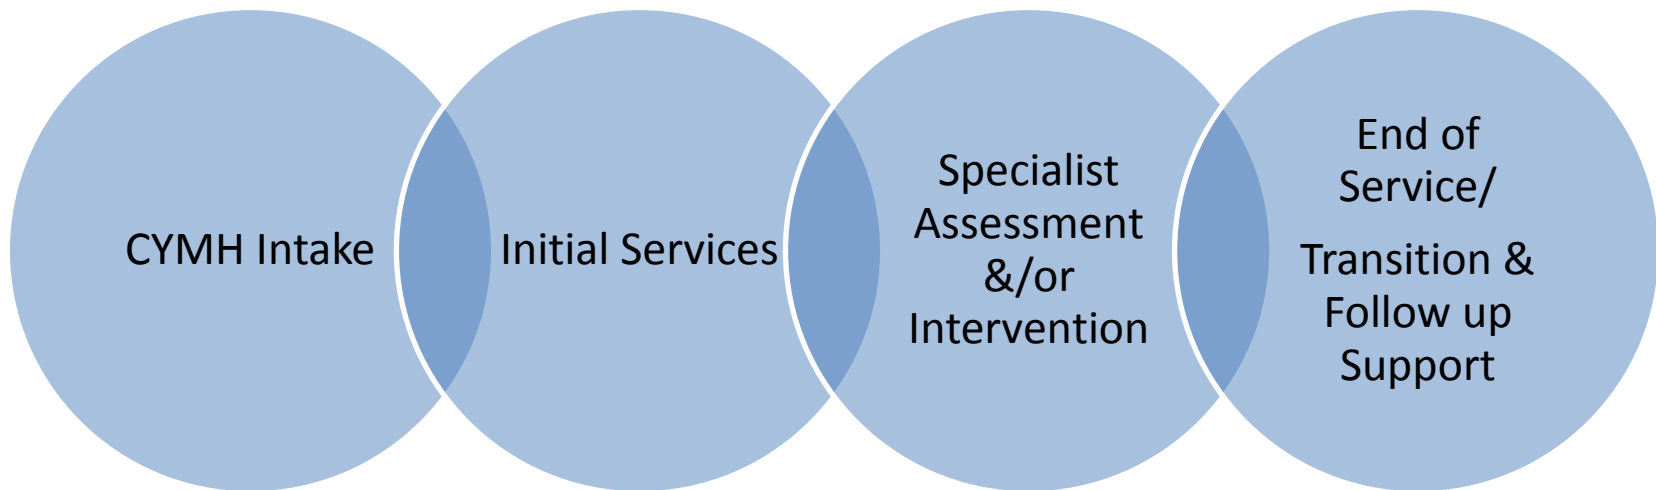 CYMH Intake
Initial Services
Specialist
Assessment
&/or
Intervention
End of
Service/
Transition &
Follow up
Support